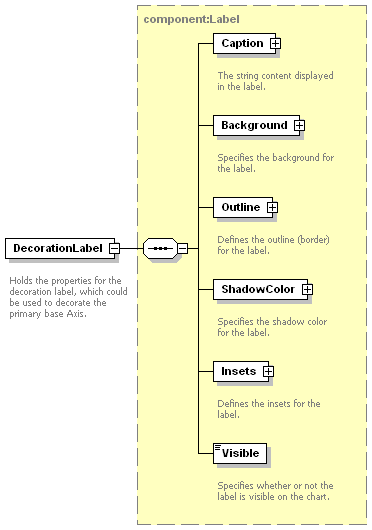 component:Label
Caption
The string content displayed
in the label.
Background
Specifies the background for
the label.
Outline
Defines the outline (border)
for the label.
DecorationLabel
Holds the properties for the
decoration label, which could
be used to decorate the
primary base Axis.
ShadowColor
Specifies the shadow color
for the label.
Insets
Defines the insets for the
label.
Visible
Specifies whether or not the
label is visible on the chart.